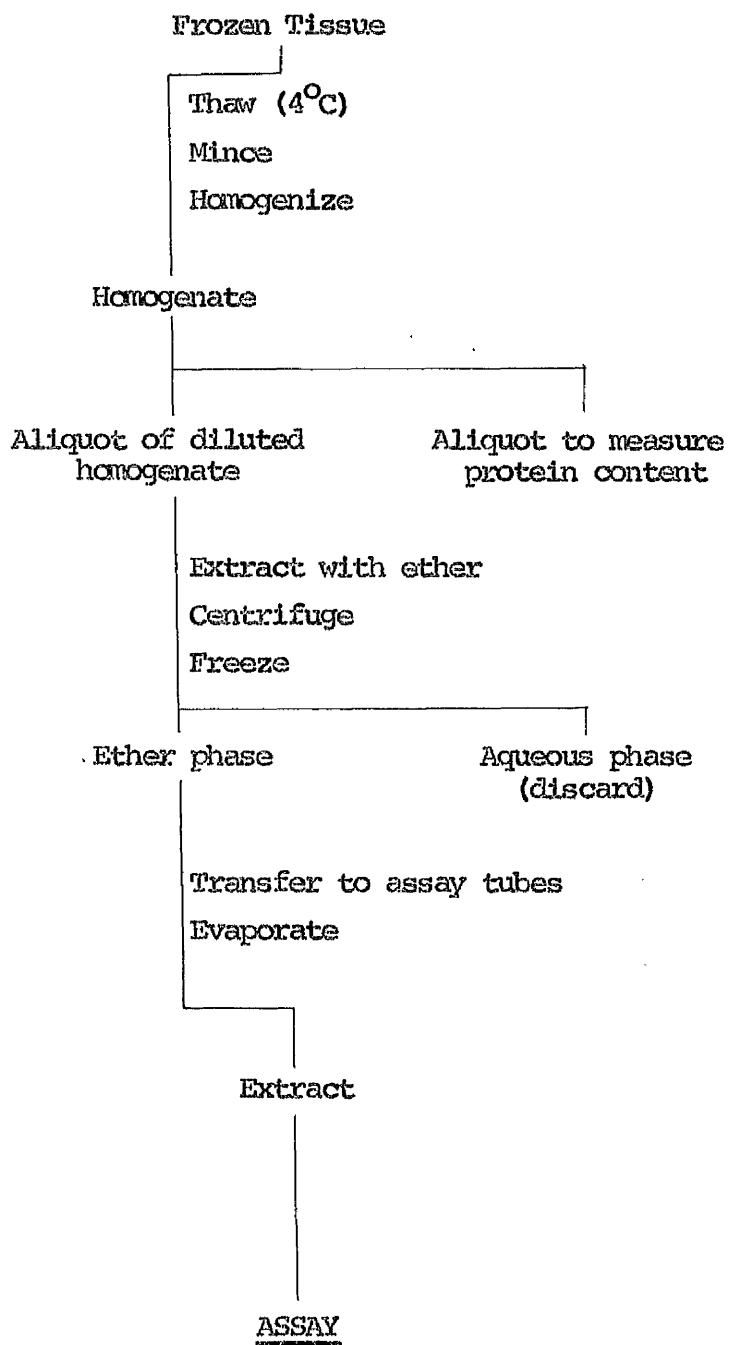 Frozen Tissue
Thaw (4°C)
Mince
Homogenize
Homogenate
Aliquot of diluted
homogenate
Aliquot to measure
protein content
Extract with ether
Centrifuge
Freeze
Ether phase
Aqueous phase
(discard)
Transfer to assay tubes
Evaporate
Extract
ASSAY